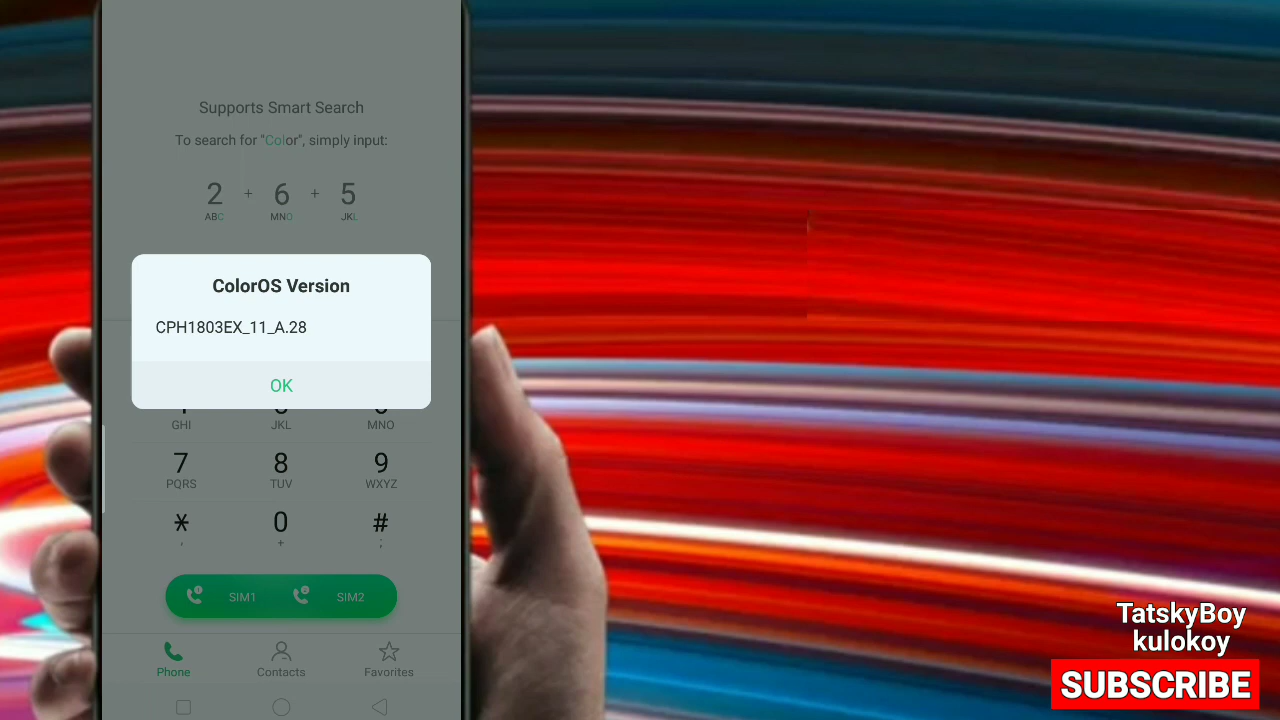 Supports Smart Search
To search for "Color", simply input:
2 + 6 + 5
ABC MNO JKL
ColorOS Version
CPH1803EX_11_A.28
OK
GHI JKL MNO
7 8 9
PQRS TUV WXYZ
* 0 #
, + ;
SIM1 SIM2
Phone Contacts Favorites
TatskyBoy
kulokoy
SUBSCRIBE